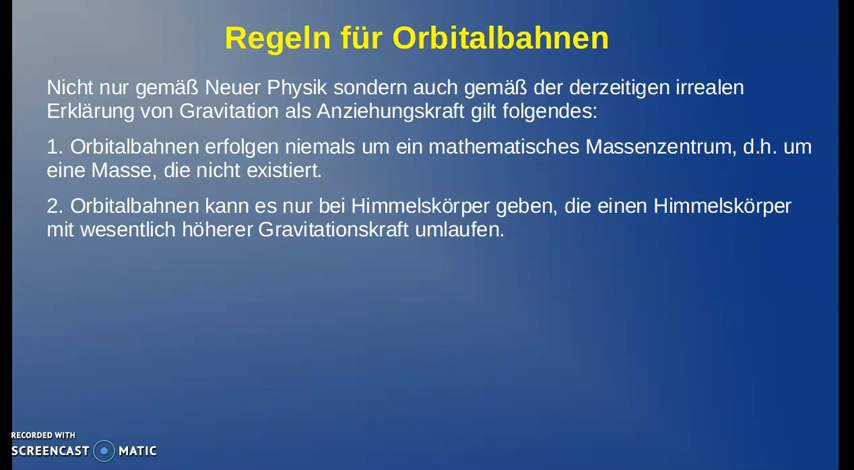 Regeln für Orbitalbahnen
Nicht nur gemäß Neuer Physik sondern auch gemäß der derzeitigen irrealen
Erklärung von Gravitation als Anziehungskraft gilt folgendes:
1. Orbitalbahnen erfolgen niemals um ein mathematisches Massenzentrum, d.h. um
eine Masse, die nicht existiert.
2. Orbitalbahnen kann es nur bei Himmelskörper geben, die einen Himmelskörper
mit wesentlich höherer Gravitationskraft umlaufen.
RECORDED WITH
SCREENCAST MATIC